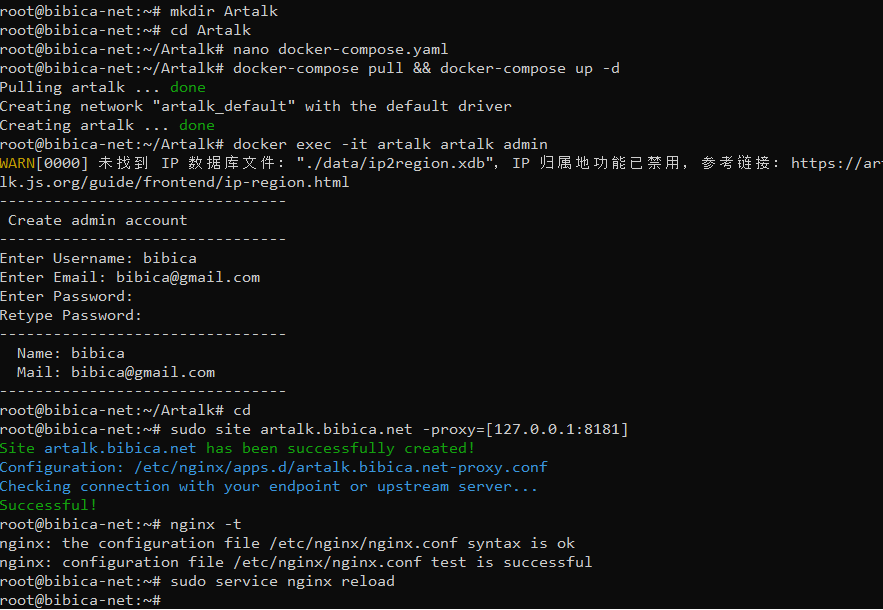 root@bibica-net:~# mkdir Artalk
root@bibica-net:~# cd Artalk
root@bibica-net:~/Artalk# nano docker-compose.yaml
root@bibica-net:~/Artalk# docker-compose pull && docker-compose up -d
Pulling artalk ... done
Creating network "artalk_default" with the default driver
Creating artalk ... done
root@bibica-net:~/Artalk# docker exec -it artalk artalk admin
WARN[0000] 未找到 IP 数据库文件: "./data/ip2region.xdb", IP 归属地功能已禁用, 参考链接: https://arta
lk.js.org/guide/frontend/ip-region.html
--------------------------------
 Create admin account
--------------------------------
Enter Username: bibica
Enter Email: bibica@gmail.com
Enter Password:
Retype Password:
--------------------------------
  Name: bibica
  Mail: bibica@gmail.com
--------------------------------
root@bibica-net:~/Artalk# cd
root@bibica-net:~# sudo site artalk.bibica.net -proxy=[127.0.0.1:8181]
Site artalk.bibica.net has been successfully created!
Configuration: /etc/nginx/apps.d/artalk.bibica.net-proxy.conf
Checking connection with your endpoint or upstream server...
Successful!
root@bibica-net:~# nginx -t
nginx: the configuration file /etc/nginx/nginx.conf syntax is ok
nginx: configuration file /etc/nginx/nginx.conf test is successful
root@bibica-net:~# sudo service nginx reload
root@bibica-net:~#